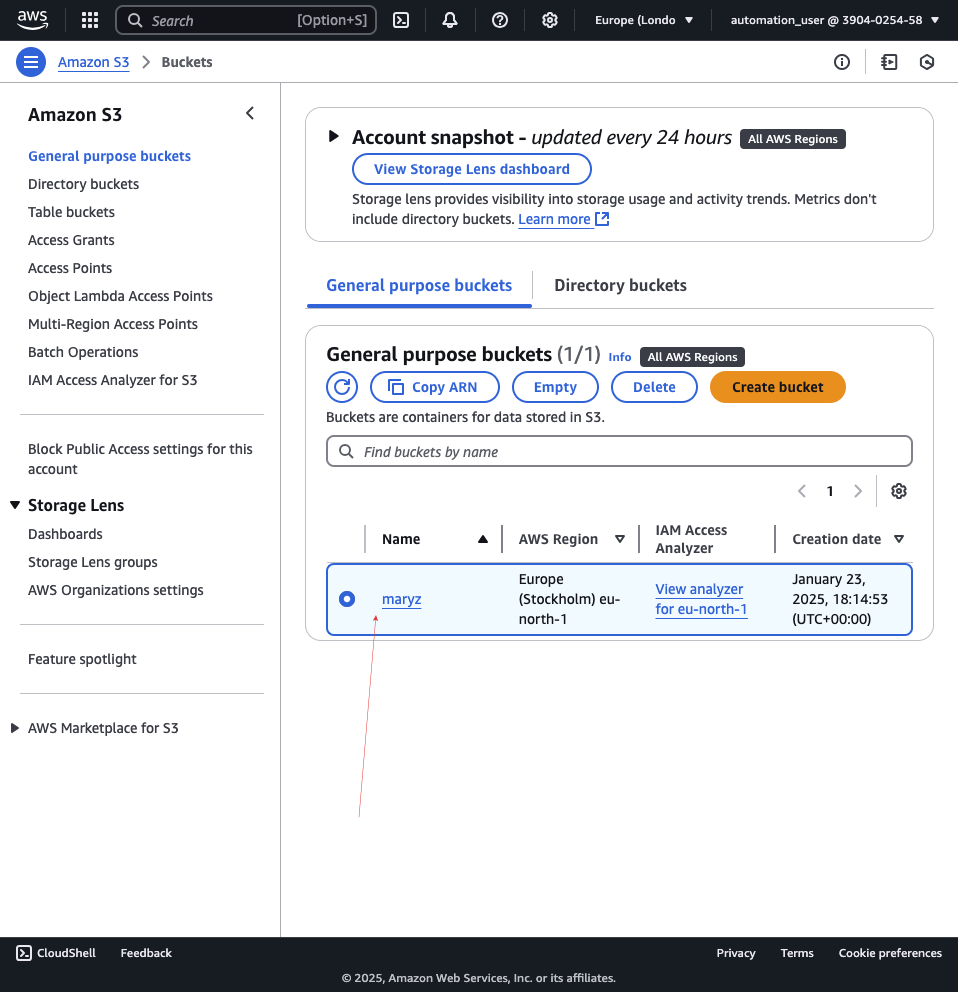 aws
Search [Option+S]
Europe (Londo
automation_user @ 3904-0254-58
Amazon S3 Buckets
Amazon S3
General purpose buckets
Directory buckets
Table buckets
Access Grants
Access Points
Object Lambda Access Points
Multi-Region Access Points
Batch Operations
IAM Access Analyzer for S3
Block Public Access settings for this
account
Storage Lens
Dashboards
Storage Lens groups
AWS Organizations settings
Feature spotlight
AWS Marketplace for S3
Account snapshot - updated every 24 hours All AWS Regions
View Storage Lens dashboard
Storage lens provides visibility into storage usage and activity trends. Metrics don't
include directory buckets. Learn more
General purpose buckets Directory buckets
General purpose buckets (1/1) Info All AWS Regions
Copy ARN Empty Delete Create bucket
Buckets are containers for data stored in S3.
Find buckets by name
1
Name AWS Region IAM Access
Analyzer Creation date
maryz
Europe
(Stockholm) eu-
north-1
View analyzer
for eu-north-1
January 23,
2025, 18:14:53
(UTC+00:00)
CloudShell Feedback Privacy Terms Cookie preferences
© 2025, Amazon Web Services, Inc. or its affiliates.